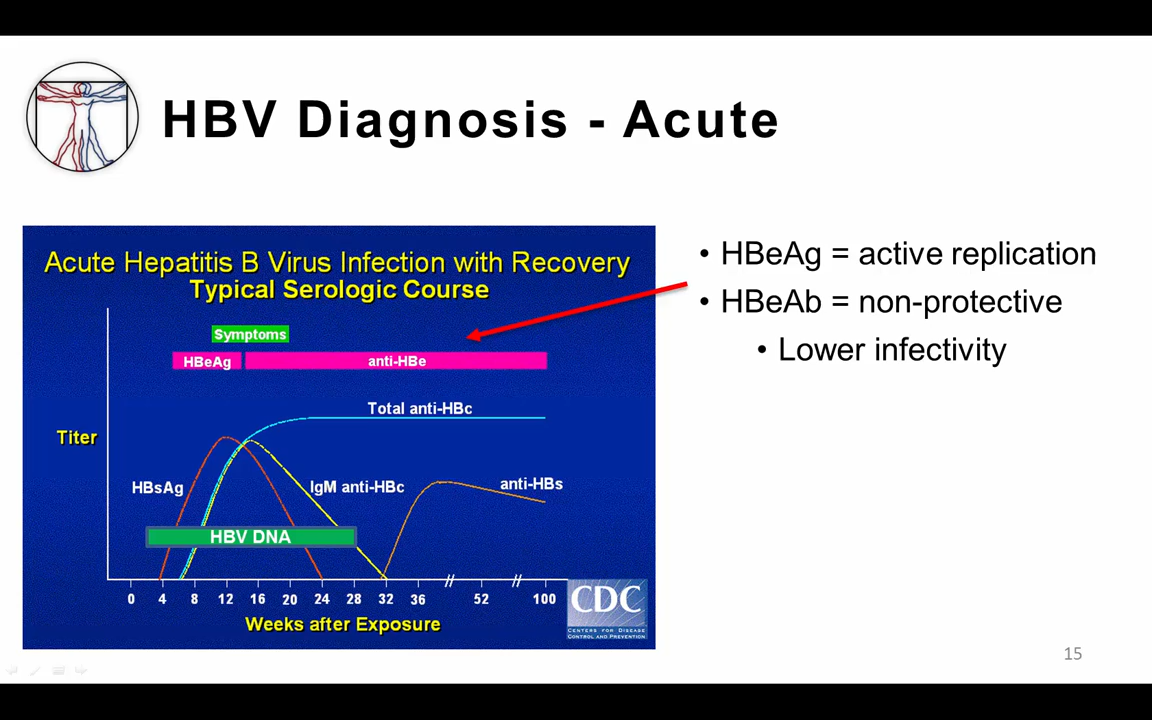 HBV Diagnosis - Acute
Acute Hepatitis B Virus Infection with Recovery
Typical Serologic Course
Symptoms
HBeAg
anti-HBe
Total anti-HBc
Titer
HBsAg
IgM anti-HBc
anti-HBs
HBV DNA
0 4 8 12 16 20 24 28 32 36 52 100
Weeks after Exposure
CDC
CENTERS FOR DISEASE
CONTROL AND PREVENTION
• HBeAg = active replication
• HBeAb = non-protective
• Lower infectivity
15